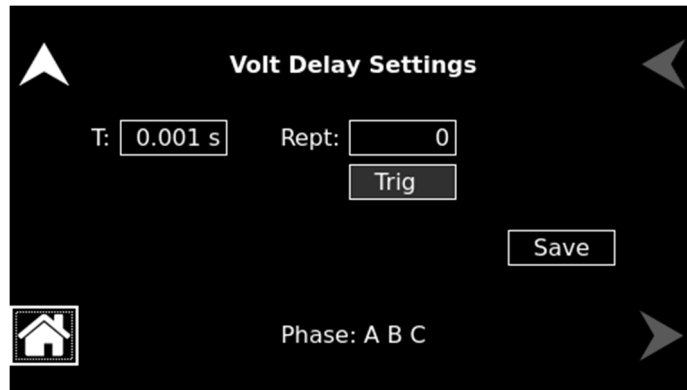 Volt Delay Settings
T: 0.001 s Rept: 0
Trig
Save
Phase: A B C